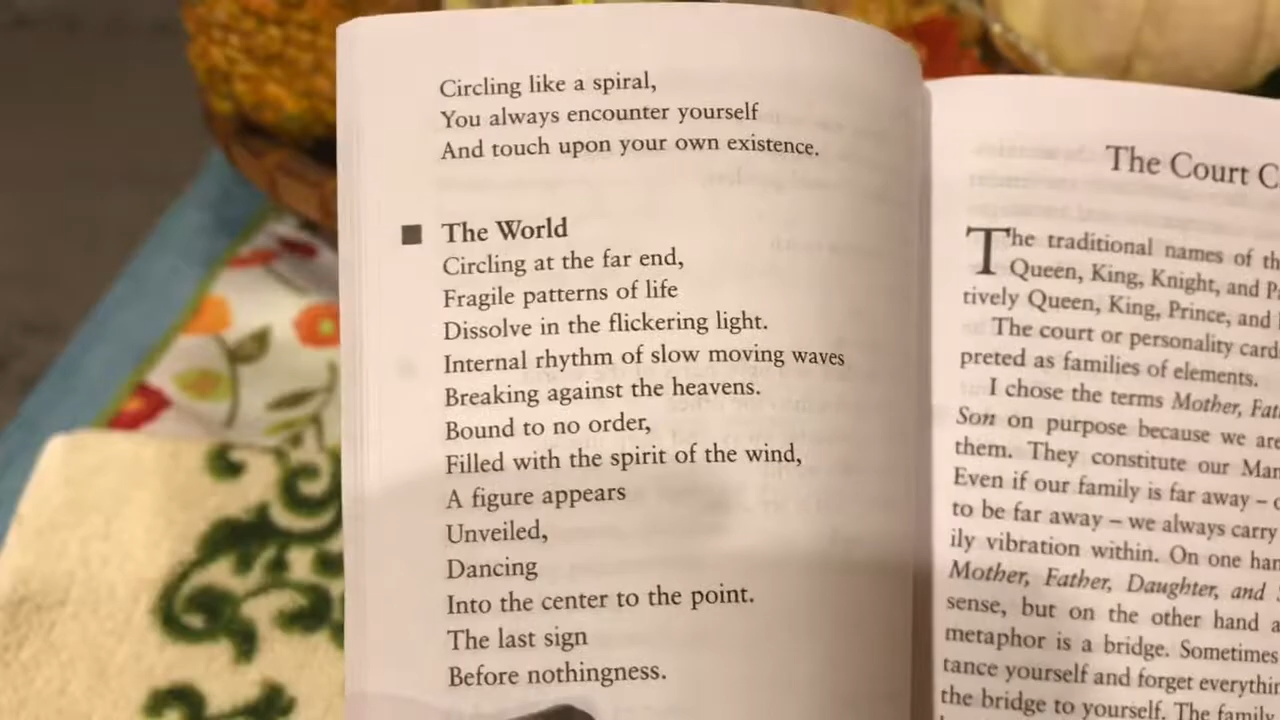 Circling like a spiral,
You always encounter yourself
And touch upon your own existence.
The World
Circling at the far end,
Fragile patterns of life
Dissolve in the flickering light.
Internal rhythm of slow moving waves
Breaking against the heavens.
Bound to no order,
Filled with the spirit of the wind,
A figure appears
Unveiled,
Dancing
Into the center to the point.
The last sign
Before nothingness.
The Court
The traditional names of
Queen, King, Knight, and
tively Queen, King, Prince, and
The court or personality card
preted as families of elements.
I chose the terms Mother,
Son on purpose because we are
them. They constitute our
Even if our family is far away –
to be far away – we always carry
ily vibration within. On one
Mother, Father, Daughter, and
sense, but on the other hand
metaphor is a bridge. Sometimes
tance yourself and forget
the bridge to yourself. The family